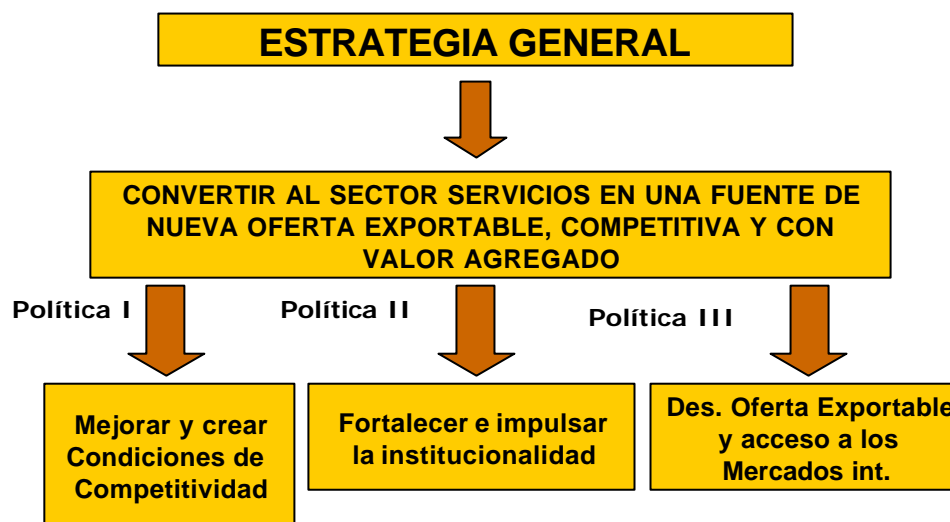 ESTRATEGIA GENERAL
CONVERTIR AL SECTOR SERVICIOS EN UNA FUENTE DE
NUEVA OFERTA EXPORTABLE, COMPETITIVA Y CON
VALOR AGREGADO
Política I
Política II
Política III
Mejorar y crear
Condiciones de
Competitividad
Fortalecer e impulsar
la institucionalidad
Des. Oferta Exportable
y acceso a los
Mercados int.